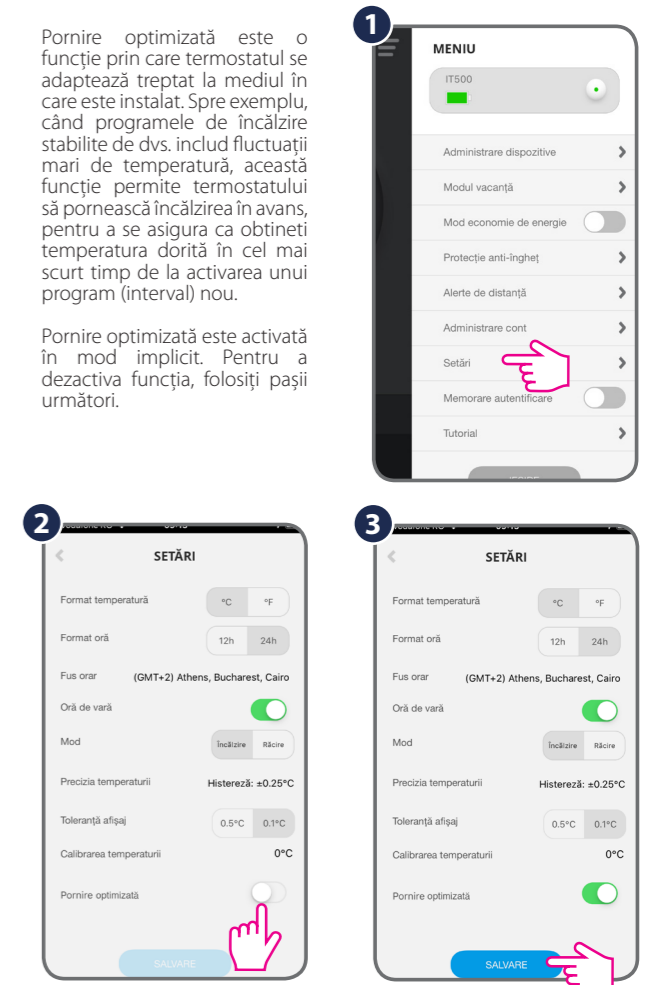 Pornire optimizată este o
funcție prin care termostatul se
adaptează treptat la mediul în
care este instalat. Spre exemplu,
când programele de încălzire
stabilite de dvs. includ fluctuații
mari de temperatură, această
funcție permite termostatului
să pornească încălzirea în avans,
pentru a se asigura ca obtineti
temperatura dorită în cel mai
scurt timp de la activarea unui
program (interval) nou.
Pornire optimizată este activată
în mod implicit. Pentru a
dezactiva funcția, folosiți pașii
următori.
1
MENIU
IT500
Administrare dispozitive
Modul vacanță
Mod economie de energie
Protecție anti-îngheț
Alerte de distanță
Administrare cont
Setări
Memorare autentificare
Tutorial
2
SETĂRI
Format temperatură °C °F
Format oră 12h 24h
Fus orar (GMT+2) Athens, Bucharest, Cairo
Oră de vară
Mod Încălzire Răcire
Precizia temperaturii Histereză: ±0.25°C
Toleranță afișaj 0.5°C 0.1°C
Calibrarea temperaturii 0°C
Pornire optimizată
SALVARE
3
SETĂRI
Format temperatură °C °F
Format oră 12h 24h
Fus orar (GMT+2) Athens, Bucharest, Cairo
Oră de vară
Mod Încălzire Răcire
Precizia temperaturii Histereză: ±0.25°C
Toleranță afișaj 0.5°C 0.1°C
Calibrarea temperaturii 0°C
Pornire optimizată
SALVARE